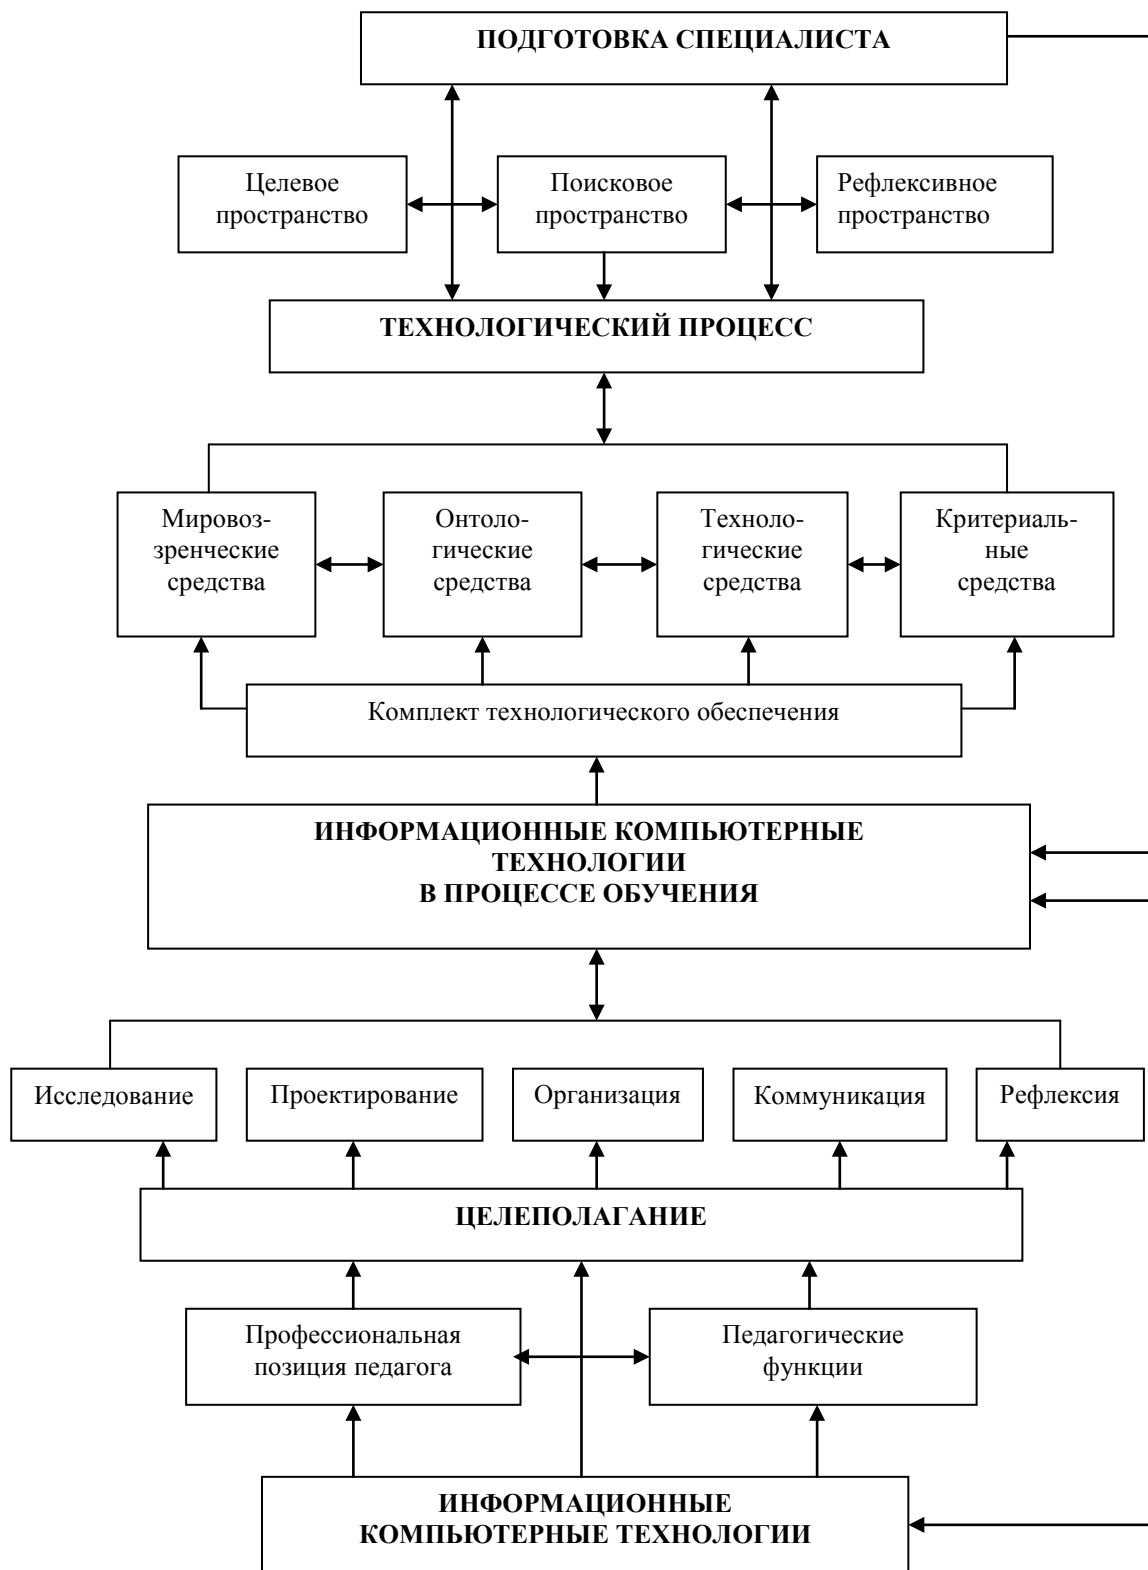 ПОДГОТОВКА СПЕЦИАЛИСТА
Целевое
пространство
Поисковое
пространство
Рефлексивное
пространство
ТЕХНОЛОГИЧЕСКИЙ ПРОЦЕСС
Мировоз-
зренческие
средства
Онтоло-
гические
средства
Техноло-
гические
средства
Критериаль-
ные
средства
Комплект технологического обеспечения
ИНФОРМАЦИОННЫЕ КОМПЬЮТЕРНЫЕ
ТЕХНОЛОГИИ
В ПРОЦЕССЕ ОБУЧЕНИЯ
Исследование
Проектирование
Организация
Коммуникация
Рефлексия
ЦЕЛЕПОЛАГАНИЕ
Профессиональная
позиция педагога
Педагогические
функции
ИНФОРМАЦИОННЫЕ
КОМПЬЮТЕРНЫЕ ТЕХНОЛОГИИ